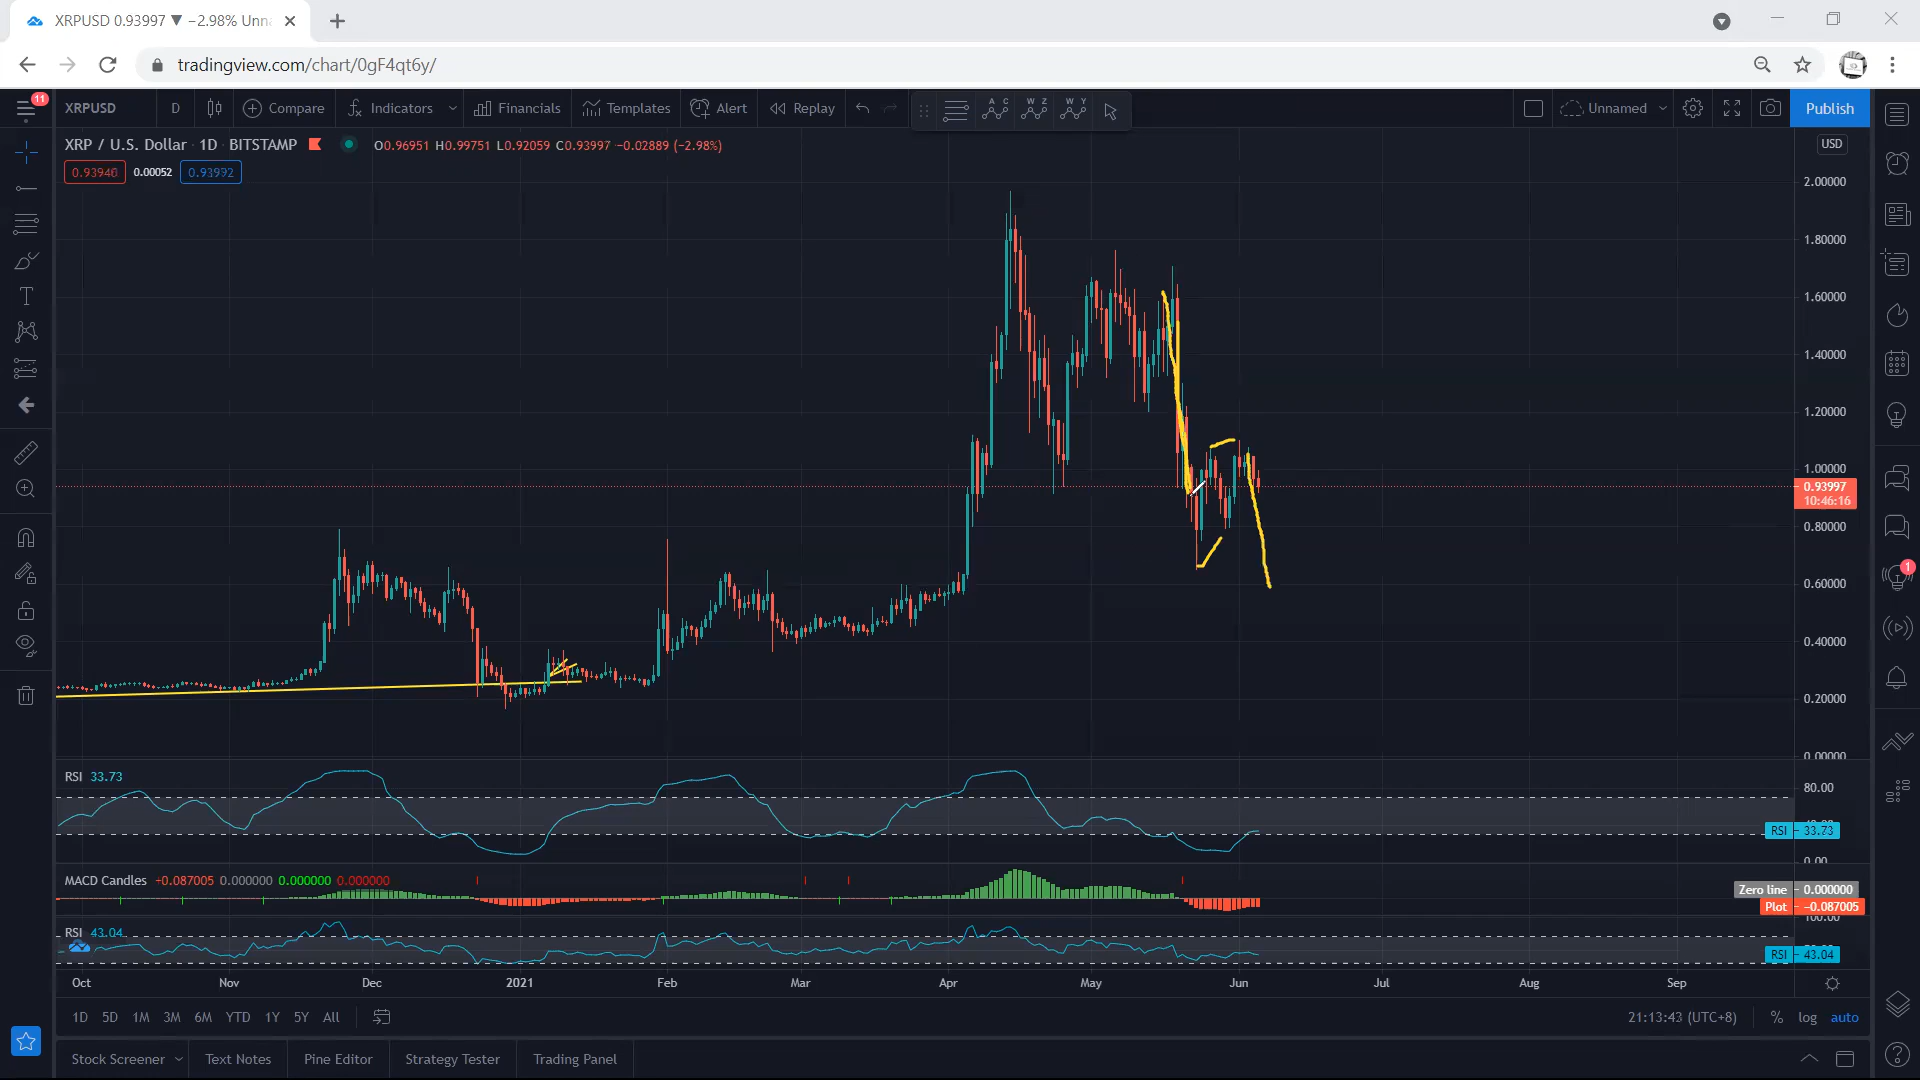 XRPUSD 0.93997 ▼ −2.98% Unna
tradingview.com/chart/0gF4qt6y/
11
XRPUSD D Compare Indicators Financials Templates Alert Replay A C W Z W Y Unnamed Publish
XRP / U.S. Dollar · 1D · BITSTAMP O0.96951 H0.99751 L0.92059 C0.93997 −0.02889 (−2.98%) USD
0.93940 0.00052 0.93992
2.00000
1.80000
1.60000
1.40000
1.20000
1.00000
0.93997
10:46:16
0.80000
0.60000
1
0.40000
0.20000
0.00000
RSI 33.73
80.00
RSI 33.73
0.00
MACD Candles −0.087005 0.000000 0.000000 0.000000
Zero line 0.000000
Plot −0.087005
100.00
RSI 43.04
RSI 43.04
Oct Nov Dec 2021 Feb Mar Apr May Jun Jul Aug Sep
1D 5D 1M 3M 6M YTD 1Y 5Y All 21:13:43 (UTC+8) % log auto
Stock Screener Text Notes Pine Editor Strategy Tester Trading Panel